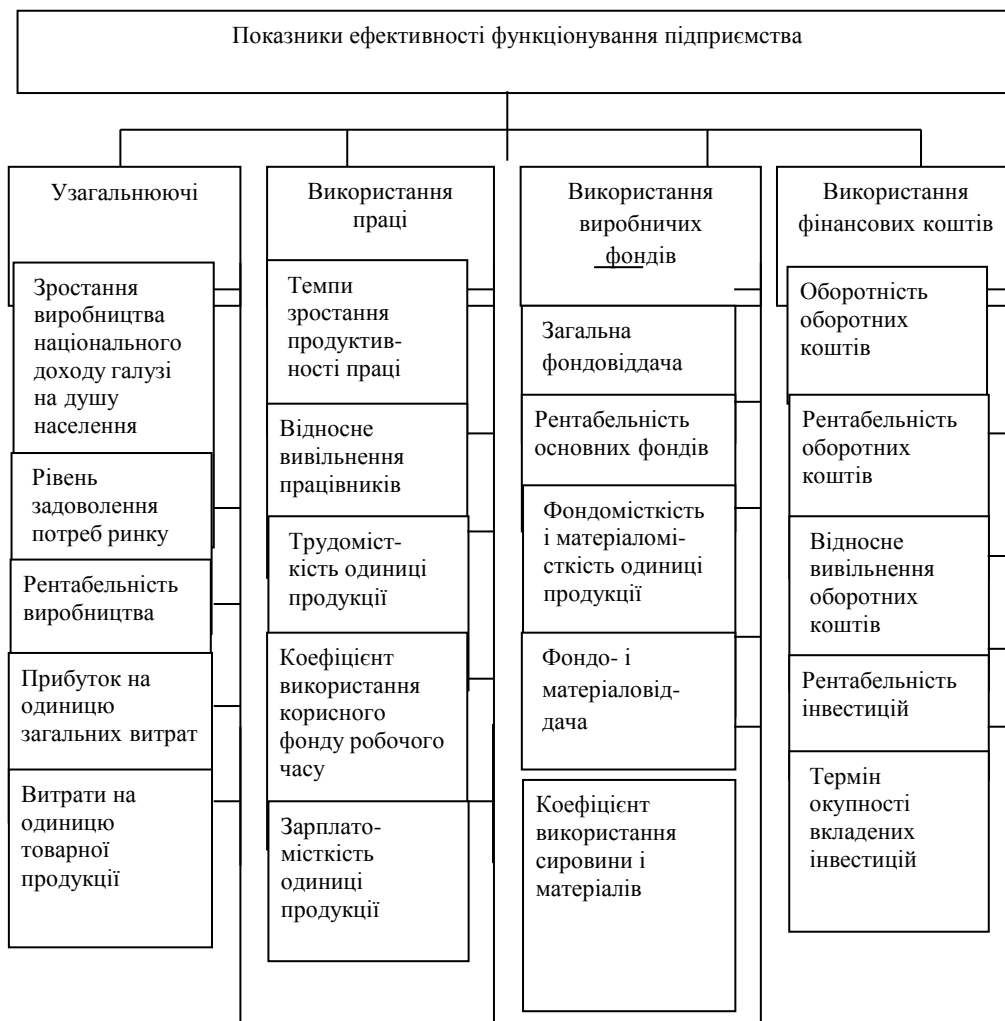 Показники ефективності функціонування підприємства
Узагальнюючі
Зростання
виробництва
національного
доходу галузі
на душу
населення
Рівень
задоволення
потреб ринку
Рентабельність
виробництва
Прибуток на
одиницю
загальних витрат
Витрати на
одиницю
товарної
продукції
Використання
праці
Темпи
зростання
продуктив-
ності праці
Відносне
вивільнення
працівників
Трудоміст-
кість одиниці
продукції
Коефіцієнт
використання
корисного
фонду робочого
часу
Зарплато-
місткість
одиниці
продукції
Використання
виробничих
фондів
Загальна
фондовіддача
Рентабельність
основних фондів
Фондомісткість
і матеріаломі-
сткість одиниці
продукції
Фондо- і
матеріаловід-
дача
Коефіцієнт
використання
сировини і
матеріалів
Використання
фінансових коштів
Оборотність
оборотних
коштів
Рентабельність
оборотних
коштів
Відносне
вивільнення
оборотних
коштів
Рентабельність
інвестицій
Термін
окупності
вкладених
інвестицій